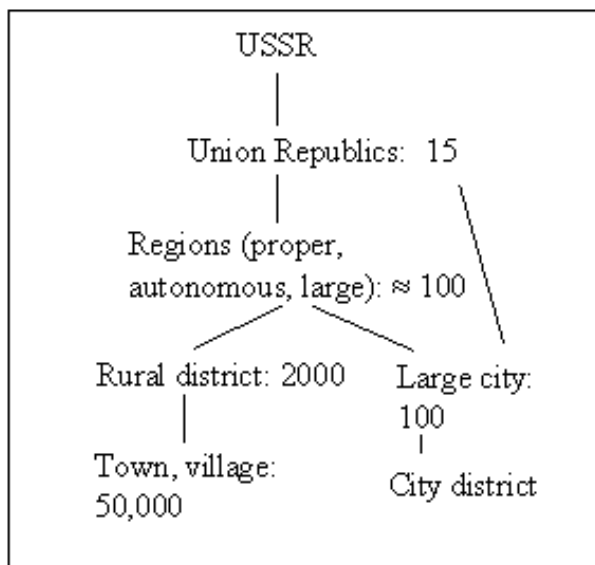 USSR
Union Republics: 15
Regions (proper,
autonomous, large): ≈ 100
Rural district: 2000
Town, village:
50,000
Large city:
100
City district